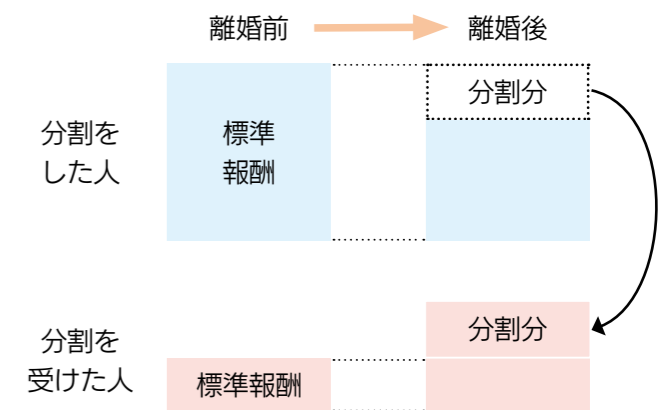 離婚前
離婚後
分割を
した人
標準
報酬
分割分
分割を
受けた人
標準報酬
分割分